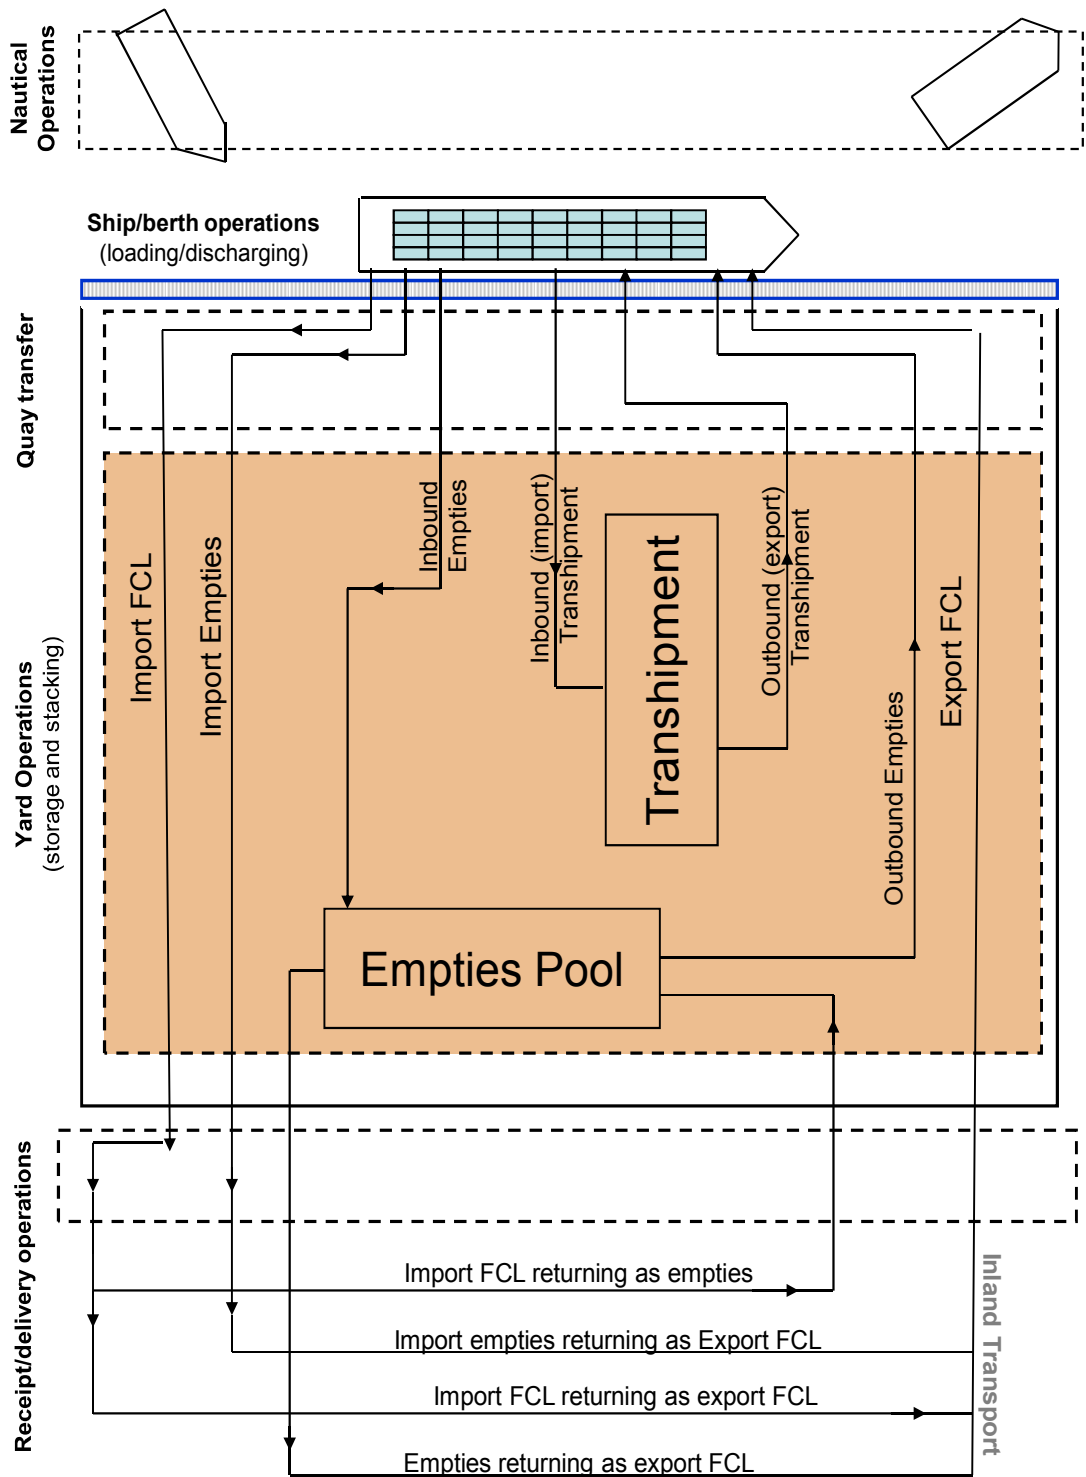 Nautical
Operations
Ship/berth operations
(loading/discharging)
Quay transfer
Yard Operations
(storage and stacking)
Import FCL
Import Empties
Inbound
Empties
Inbound (import)
Transhipment
Transhipment
Outbound (export)
Transhipment
Outbound Empties
Export FCL
Empties Pool
Receipt/delivery operations
Import FCL returning as empties
Import empties returning as Export FCL
Import FCL returning as export FCL
Empties returning as export FCL
Inland Transport